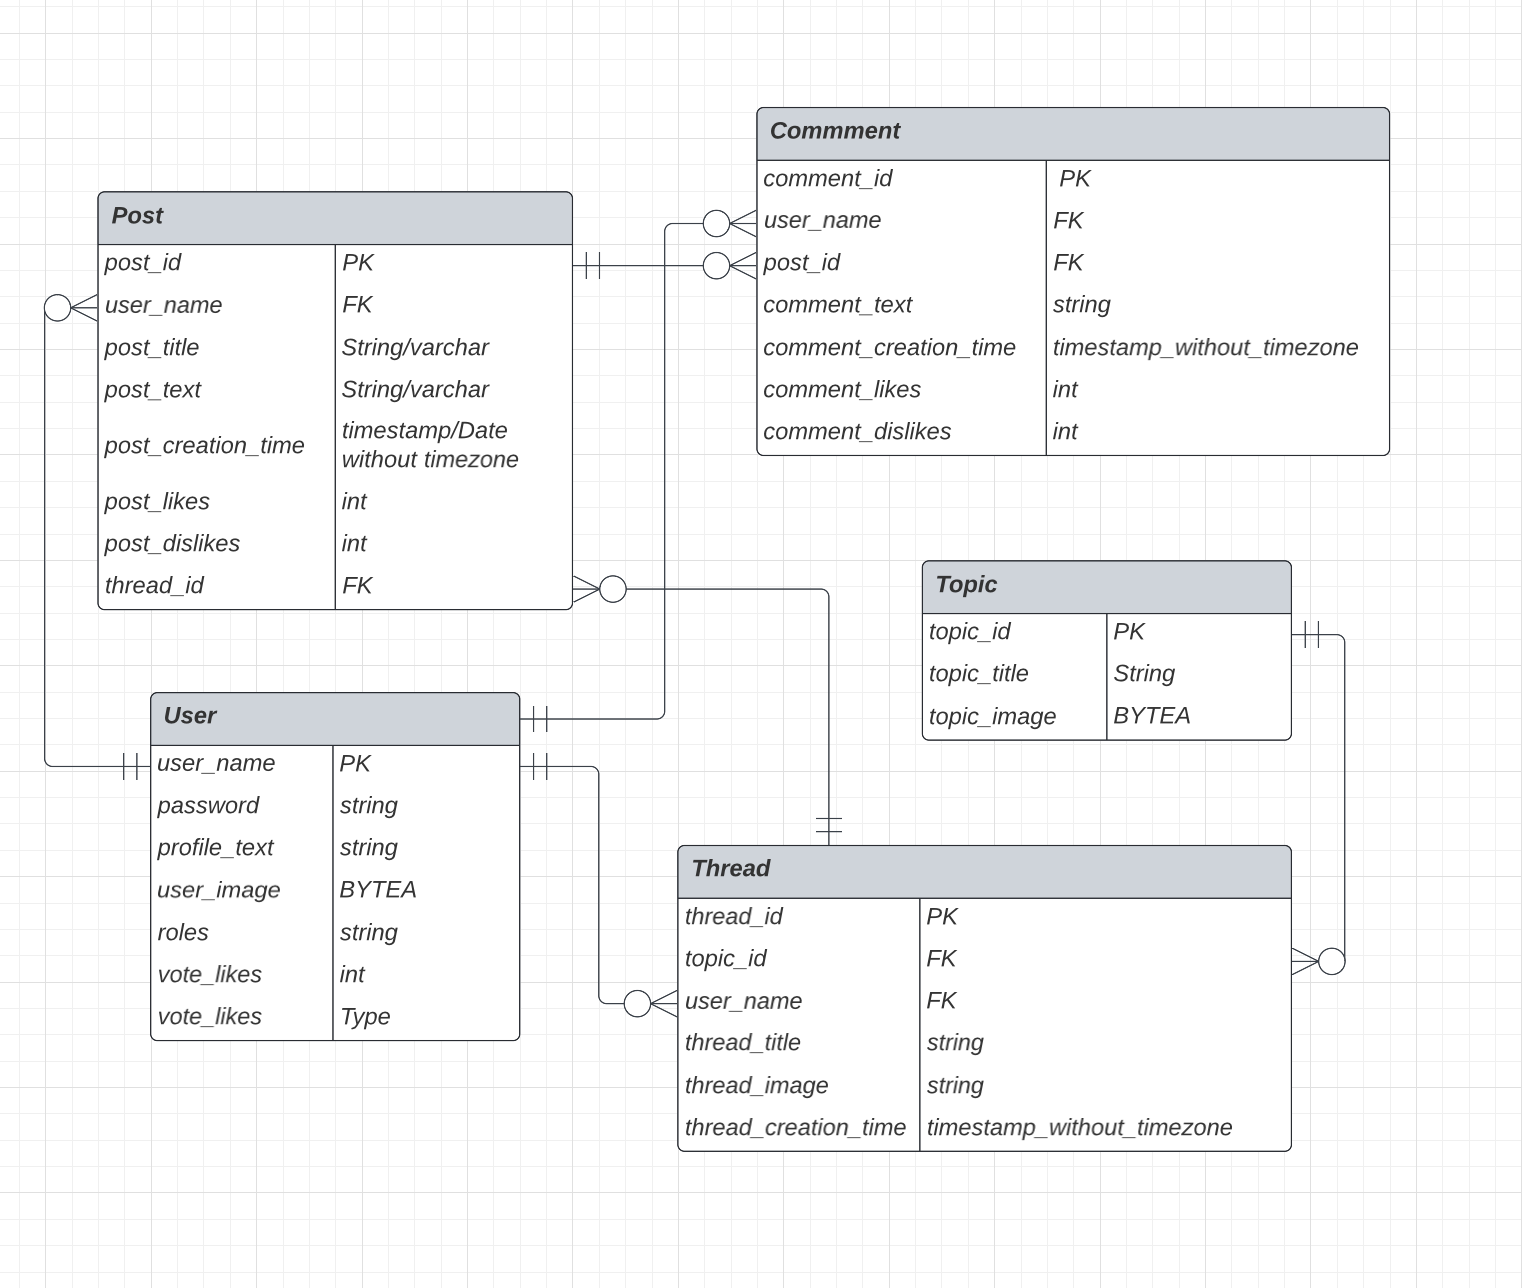 Commment
comment_id PK
user_name FK
post_id FK
comment_text string
comment_creation_time timestamp_without_timezone
comment_likes int
comment_dislikes int
Post
post_id PK
user_name FK
post_title String/varchar
post_text String/varchar
post_creation_time timestamp/Date
without timezone
post_likes int
post_dislikes int
thread_id FK
Topic
topic_id PK
topic_title String
topic_image BYTEA
User
user_name PK
password string
profile_text string
user_image BYTEA
roles string
vote_likes int
vote_likes Type
Thread
thread_id PK
topic_id FK
user_name FK
thread_title string
thread_image string
thread_creation_time timestamp_without_timezone